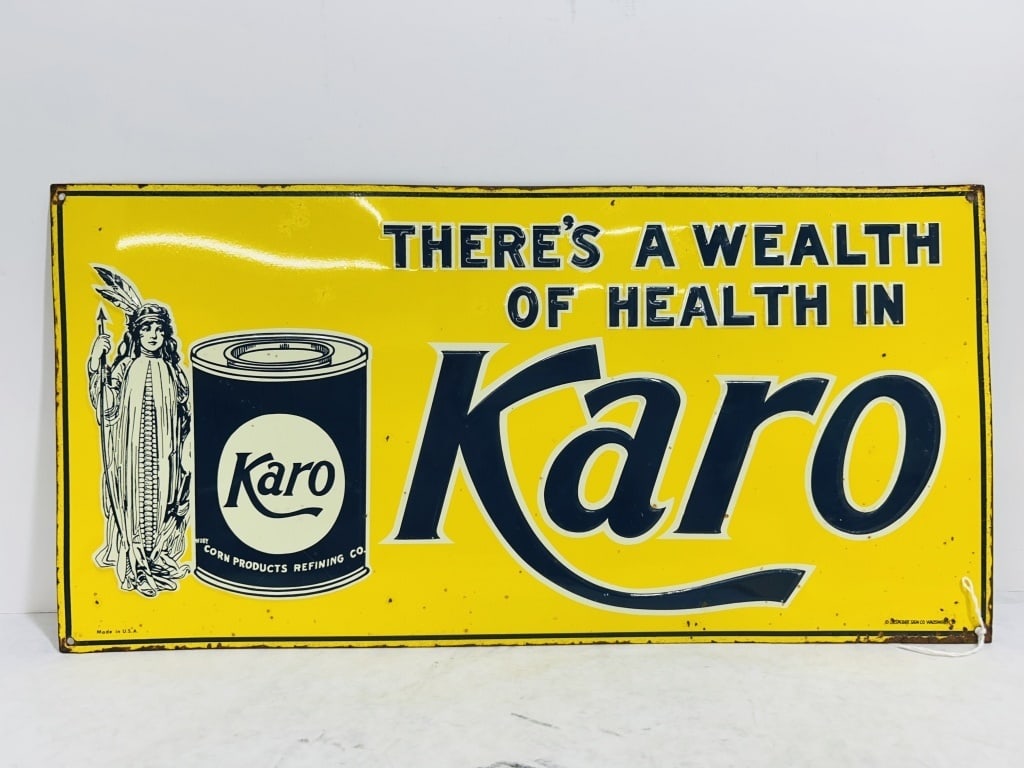 THERE'S A WEALTH
OF HEALTH IN
Karo
Karo
CORN PRODUCTS REFINING CO.
Made in U.S.A.